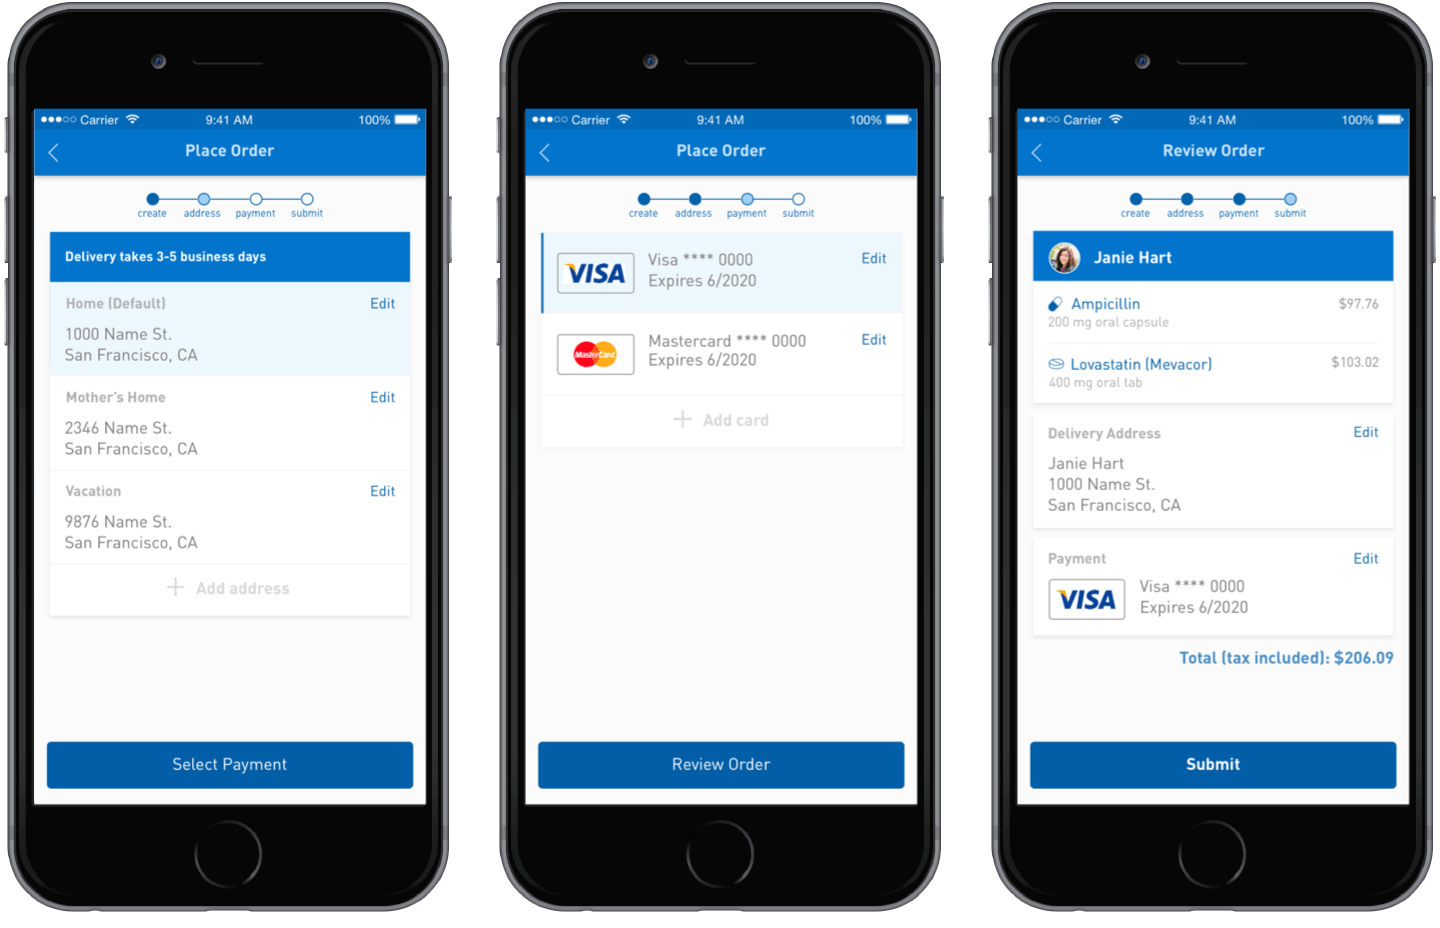 Carrier 9:41 AM 100%
Place Order
create address payment submit
Delivery takes 3-5 business days
Home (Default) Edit
1000 Name St.
San Francisco, CA
Mother's Home Edit
2346 Name St.
San Francisco, CA
Vacation Edit
9876 Name St.
San Francisco, CA
+ Add address
Select Payment
Carrier 9:41 AM 100%
Place Order
create address payment submit
VISA Visa **** 0000 Edit
Expires 6/2020
MasterCard Mastercard **** 0000 Edit
Expires 6/2020
+ Add card
Review Order
Carrier 9:41 AM 100%
Review Order
create address payment submit
Janie Hart
Ampicillin $97.76
200 mg oral capsule
Lovastatin (Mevacor) $103.02
400 mg oral tab
Delivery Address Edit
Janie Hart
1000 Name St.
San Francisco, CA
Payment Edit
VISA Visa **** 0000
Expires 6/2020
Total (tax included): $206.09
Submit